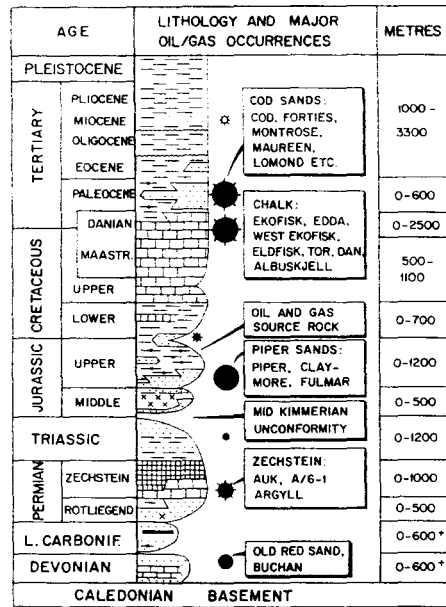 AGE
LITHOLOGY AND MAJOR
OIL/GAS OCCURRENCES
METRES
PLEISTOCENE
TERTIARY
PLIOCENE
MIOCENE
OLIGOCENE
EOCENE
PALEOCENE
DANIAN
CRETACEOUS
MAASTR.
UPPER
LOWER
JURASSIC
UPPER
MIDDLE
TRIASSIC
PERMIAN
ZECHSTEIN
ROTLIEGEND
L. CARBONIF.
DEVONIAN
CALEDONIAN BASEMENT
COD SANDS:
COD, FORTIES,
MONTROSE,
MAUREEN,
LOMOND ETC.
CHALK:
EKOFISK, EDDA,
WEST EKOFISK,
ELDFISK, TOR, DAN,
ALBUSKJELL
OIL AND GAS
SOURCE ROCK
PIPER SANDS:
PIPER, CLAY-
MORE, FULMAR
MID KIMMERIAN
UNCONFORMITY
ZECHSTEIN:
AUK, A/6-1
ARGYLL
OLD RED SAND,
BUCHAN
1000 -
3300
0-600
0-2500
500-
1100
0-700
0-1200
0-500
0-1200
0-1000
0-500
0-600+
0-600+